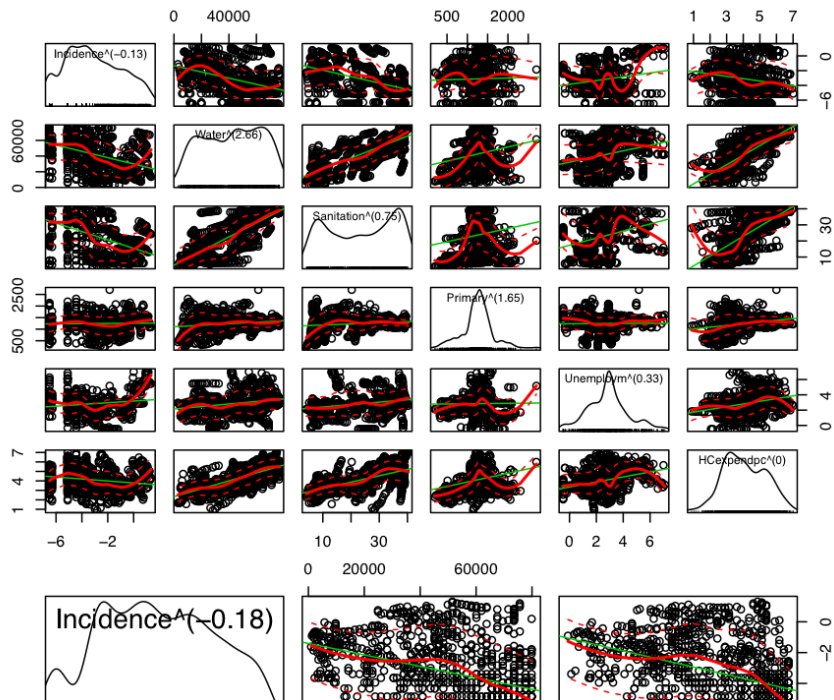 0 40000 500 2000 1 3 5 7
Incidence^(−0.13) −6 0
0 60000 Water^(2.66)
Sanitation^(0.75) 10 30
500 2500 Primary^(1.65)
Unemploym^(0.33) 0 4
1 4 7 HCexpendpc^(0)
−6 −2 10 30 0 2 4 6
0 20000 60000
Incidence^(−0.18) −2 0